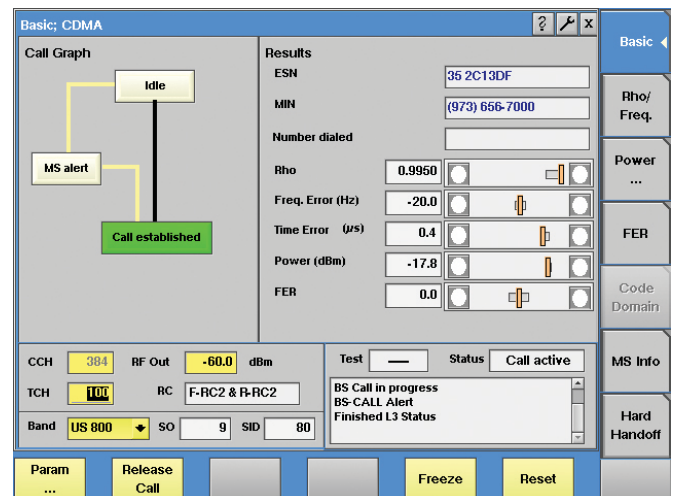 Basic; CDMA
? x
Call Graph
Idle
MS alert
Call established
Results
ESN 35 2C13DF
MIN (973) 656-7000
Number dialed
Rho 0.9950
Freq. Error (Hz) -20.0
Time Error (µs) 0.4
Power (dBm) -17.8
FER 0.0
CCH 384 RF Out -60.0 dBm
TCH 100 RC F-RC2 & R-RC2
Band US 800 SO 9 SID 80
Test — Status Call active
BS Call in progress
BS-CALL Alert
Finished L3 Status
Basic
Rho/
Freq.
Power
...
FER
Code
Domain
MS Info
Hard
Handoff
Param
...
Release
Call
Freeze
Reset